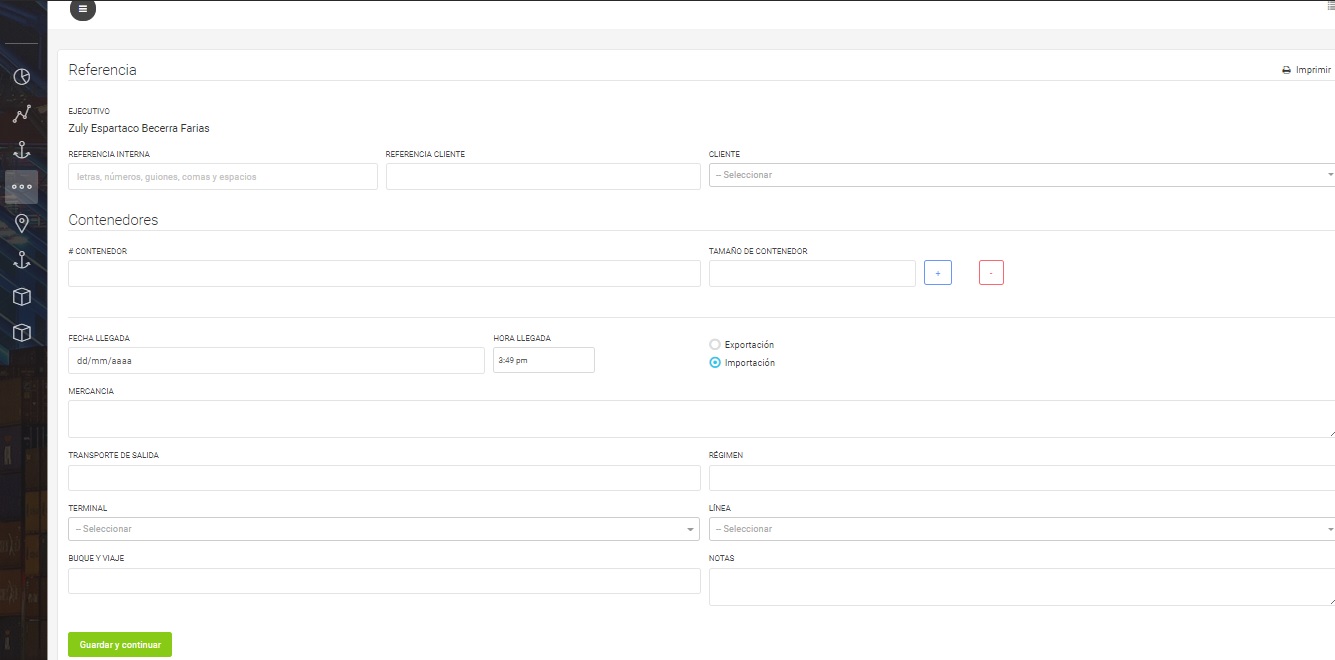 Referencia
Imprimir
EJECUTIVO
Zuly Espartaco Becerra Farias
REFERENCIA INTERNA
REFERENCIA CLIENTE
CLIENTE
letras, números, guiones, comas y espacios
-- Seleccionar
Contenedores
# CONTENEDOR
TAMAÑO DE CONTENEDOR
+
-
FECHA LLEGADA
HORA LLEGADA
dd/mm/aaaa
3:49 pm
Exportación
Importación
MERCANCIA
TRANSPORTE DE SALIDA
RÉGIMEN
TERMINAL
LÍNEA
-- Seleccionar
-- Seleccionar
BUQUE Y VIAJE
NOTAS
Guardar y continuar